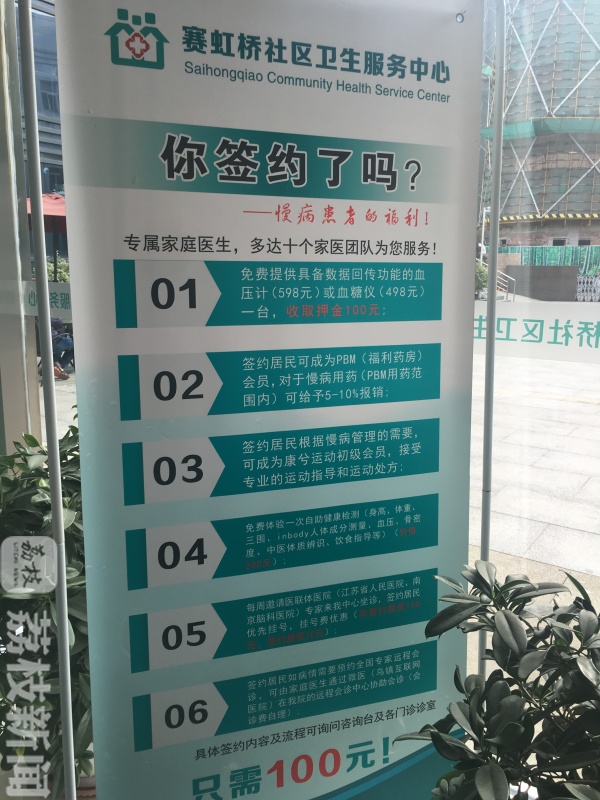 赛虹桥社区卫生服务中心
Saihongqiao Community Health Service Center
你签约了吗?
——慢病患者的福利!
专属家庭医生，多达十个家医团队为您服务!
01
免费提供具备数据回传功能的血
压计(598元)或血糖仪(498元)
一台，收取押金100元;
02
签约居民可成为PBM(福利药房)
会员,对于慢病用药(PBM用药范
围内)可给予5-10%报销;
03
签约居民根据慢病管理的需要,
可成为康兮运动初级会员,接受
专业的运动指导和运动处方;
04
免费体验一次自助健康检测(身高、体重、
三围、inbody人体成分测量、血压、骨密
度、中医体质辨识、饮食指导等)(
);
05
每周邀请医联体医院(江苏省人民医院、南
京脑科医院)专家来我中心坐诊,签约居民
优先挂号,挂号费优惠(
);
06
签约居民如病情需要预约全国专家远程会
诊,可由家庭医生通过微医(乌镇互联网
医院)在我院的远程会诊中心协助会诊(会
诊费自理);
具体签约内容及流程可询问咨询台及各门诊诊室
只需100元!
荔枝
荔枝新闻
桥社区卫生